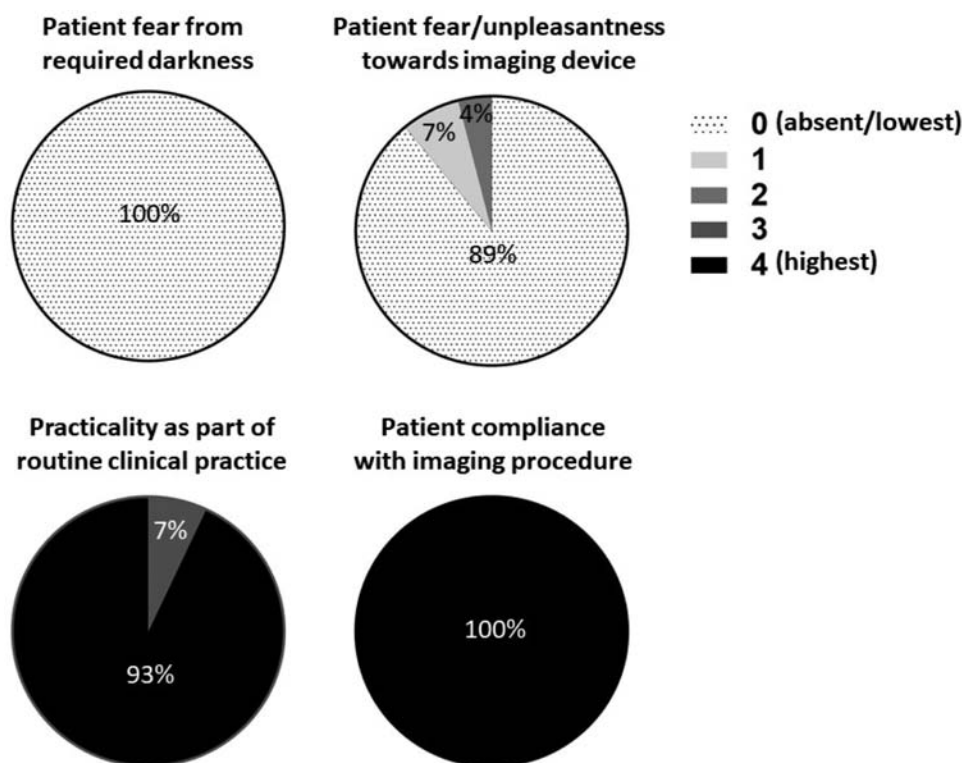 Patient fear from
required darkness
100%
Patient fear/unpleasantness
towards imaging device
7%
4%
89%
0 (absent/lowest)
1
2
3
4 (highest)
Practicality as part of
routine clinical practice
7%
93%
Patient compliance
with imaging procedure
100%